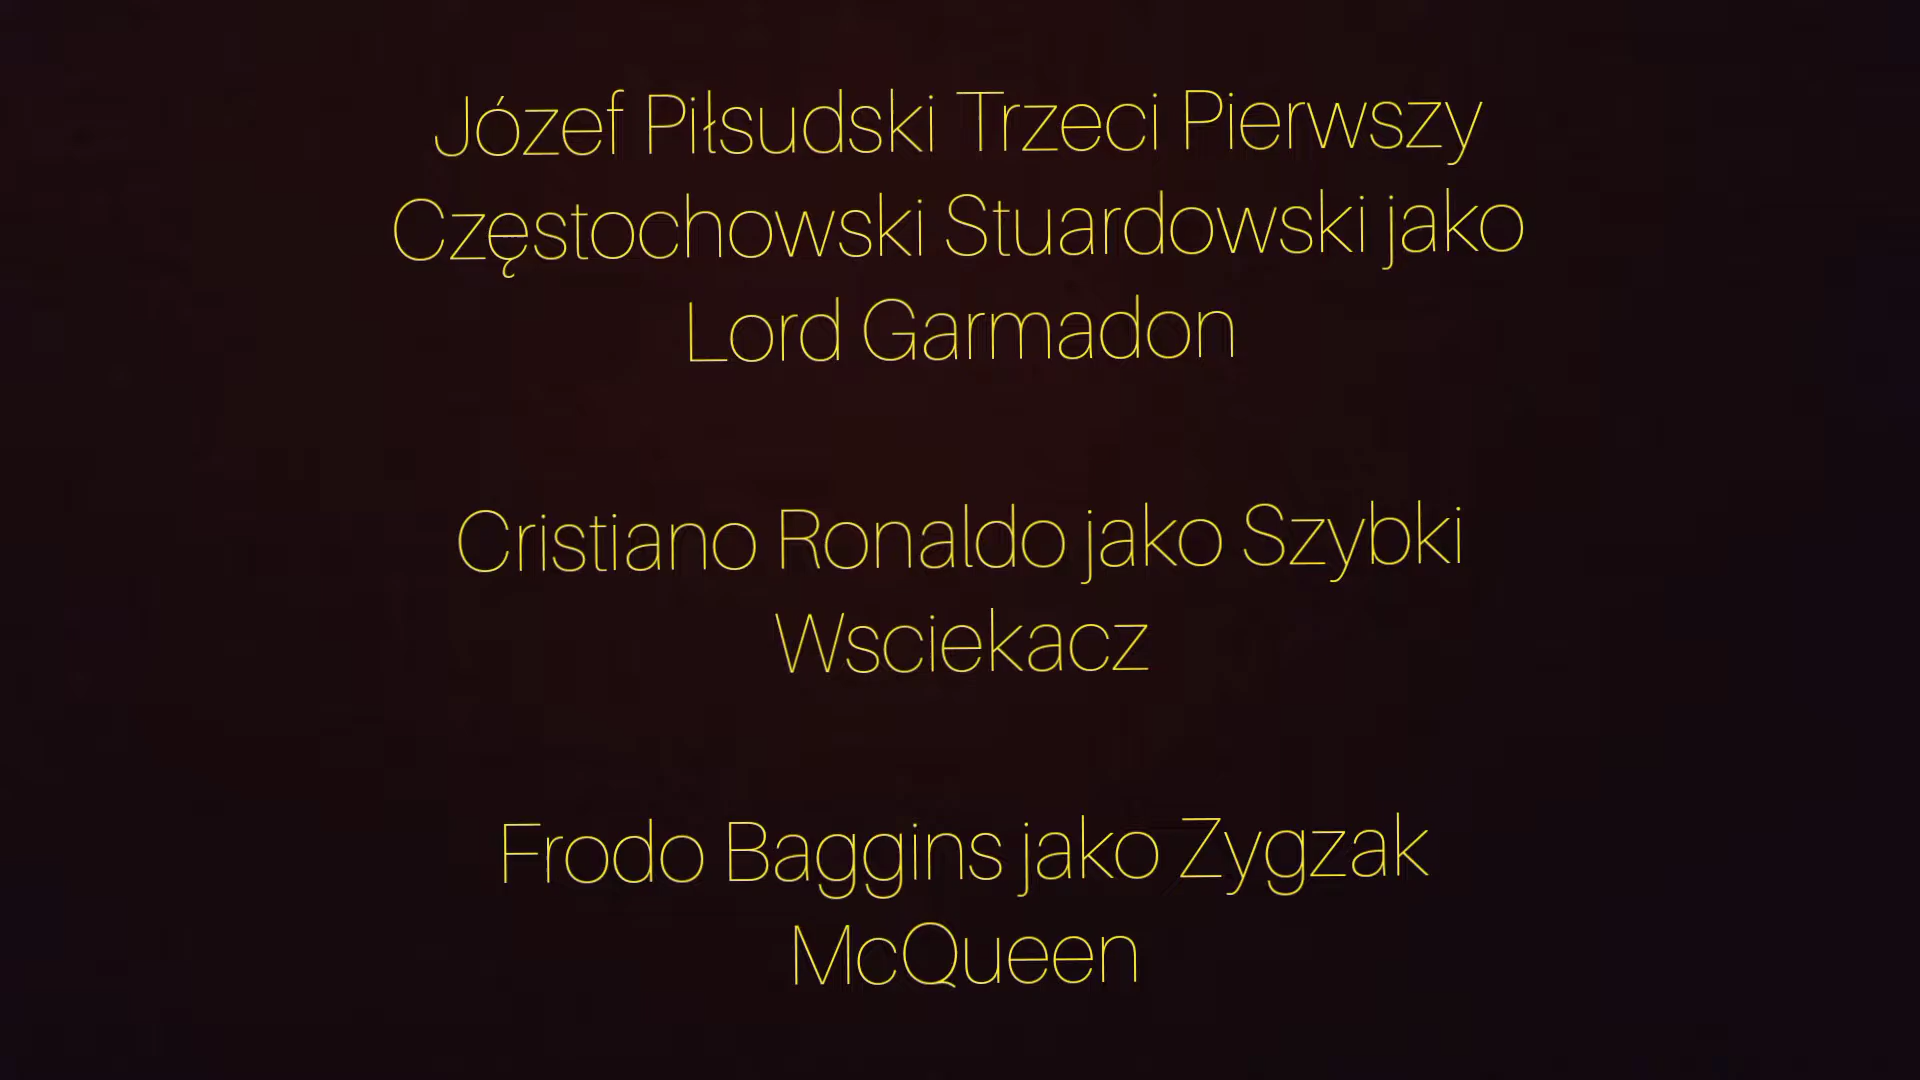 Józef Piłsudski Trzeci Pierwszy
Częstochowski Stuardowski jako
Lord Garmadon
Cristiano Ronaldo jako Szybki
Wsciekacz
Frodo Baggins jako Zygzak
McQueen